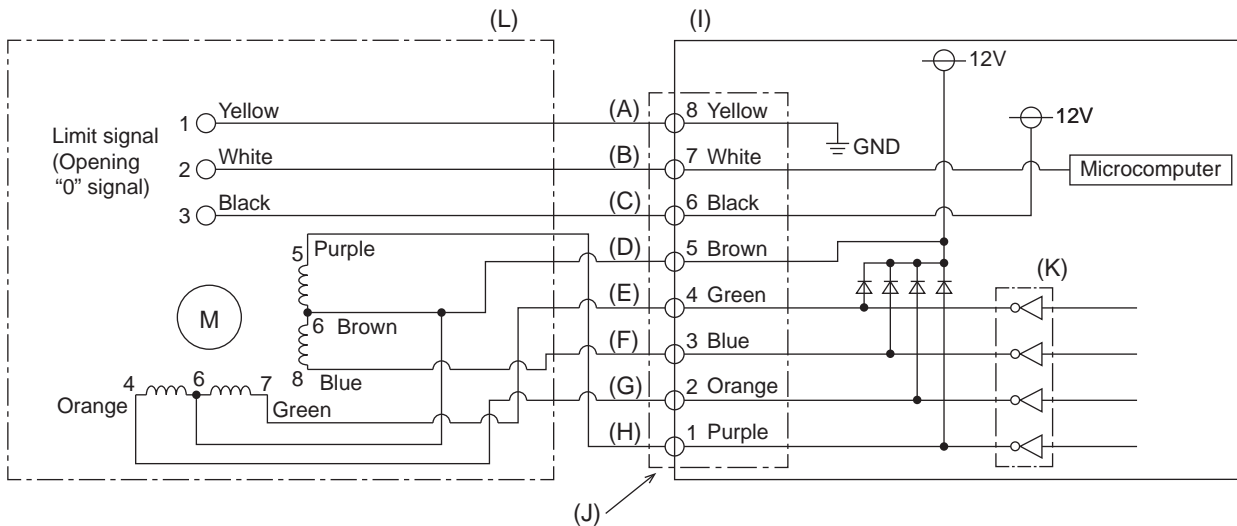 (L)
(I)
12V
12V
Limit signal
(Opening
“0” signal)
1 Yellow
2 White
3 Black
(A)
(B)
(C)
(D)
(E)
(F)
(G)
(H)
8 Yellow
7 White
6 Black
5 Brown
4 Green
3 Blue
2 Orange
1 Purple
GND
Microcomputer
(K)
5 Purple
6 Brown
8 Blue
M
4 6 7
Orange
Green
(J)